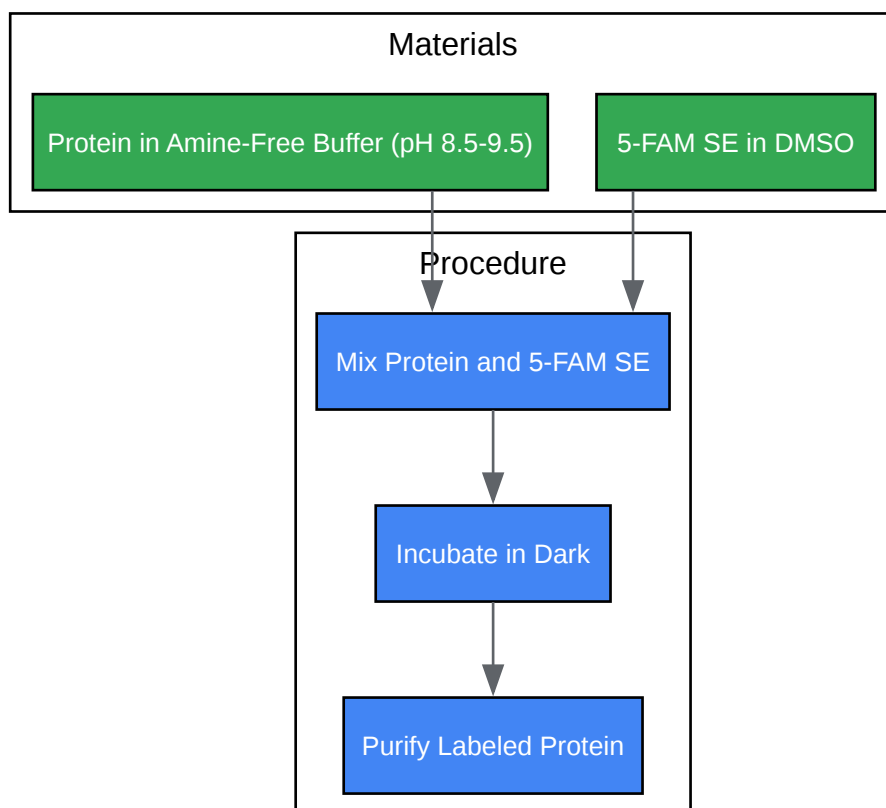 Materials
Protein in Amine-Free Buffer (pH 8.5-9.5)
5-FAM SE in DMSO
Procedure
Mix Protein and 5-FAM SE
Incubate in Dark
Purify Labeled Protein